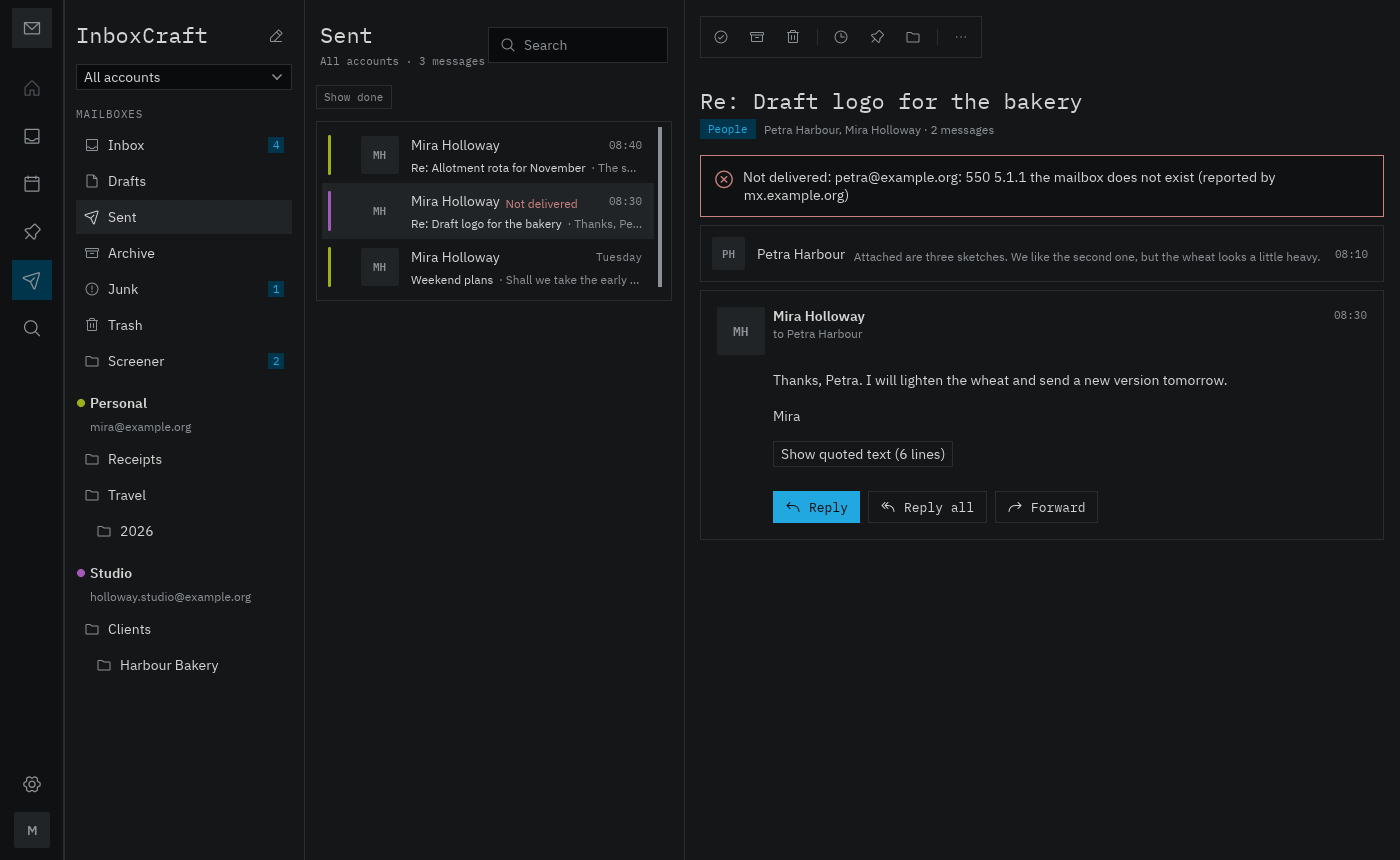 InboxCraft
All accounts
MAILBOXES
Inbox 4
Drafts
Sent
Archive
Junk 1
Trash
Screener 2
Personal
mira@example.org
Receipts
Travel
2026
Studio
holloway.studio@example.org
Clients
Harbour Bakery
M
Sent
All accounts · 3 messages
Search
Show done
MH Mira Holloway 08:40
Re: Allotment rota for November · The s…
MH Mira Holloway Not delivered 08:30
Re: Draft logo for the bakery · Thanks, Pe…
MH Mira Holloway Tuesday
Weekend plans · Shall we take the early …
Re: Draft logo for the bakery
People Petra Harbour, Mira Holloway · 2 messages
Not delivered: petra@example.org: 550 5.1.1 the mailbox does not exist (reported by
mx.example.org)
PH Petra Harbour Attached are three sketches. We like the second one, but the wheat looks a little heavy. 08:10
MH Mira Holloway 08:30
to Petra Harbour
Thanks, Petra. I will lighten the wheat and send a new version tomorrow.
Mira
Show quoted text (6 lines)
Reply Reply all Forward